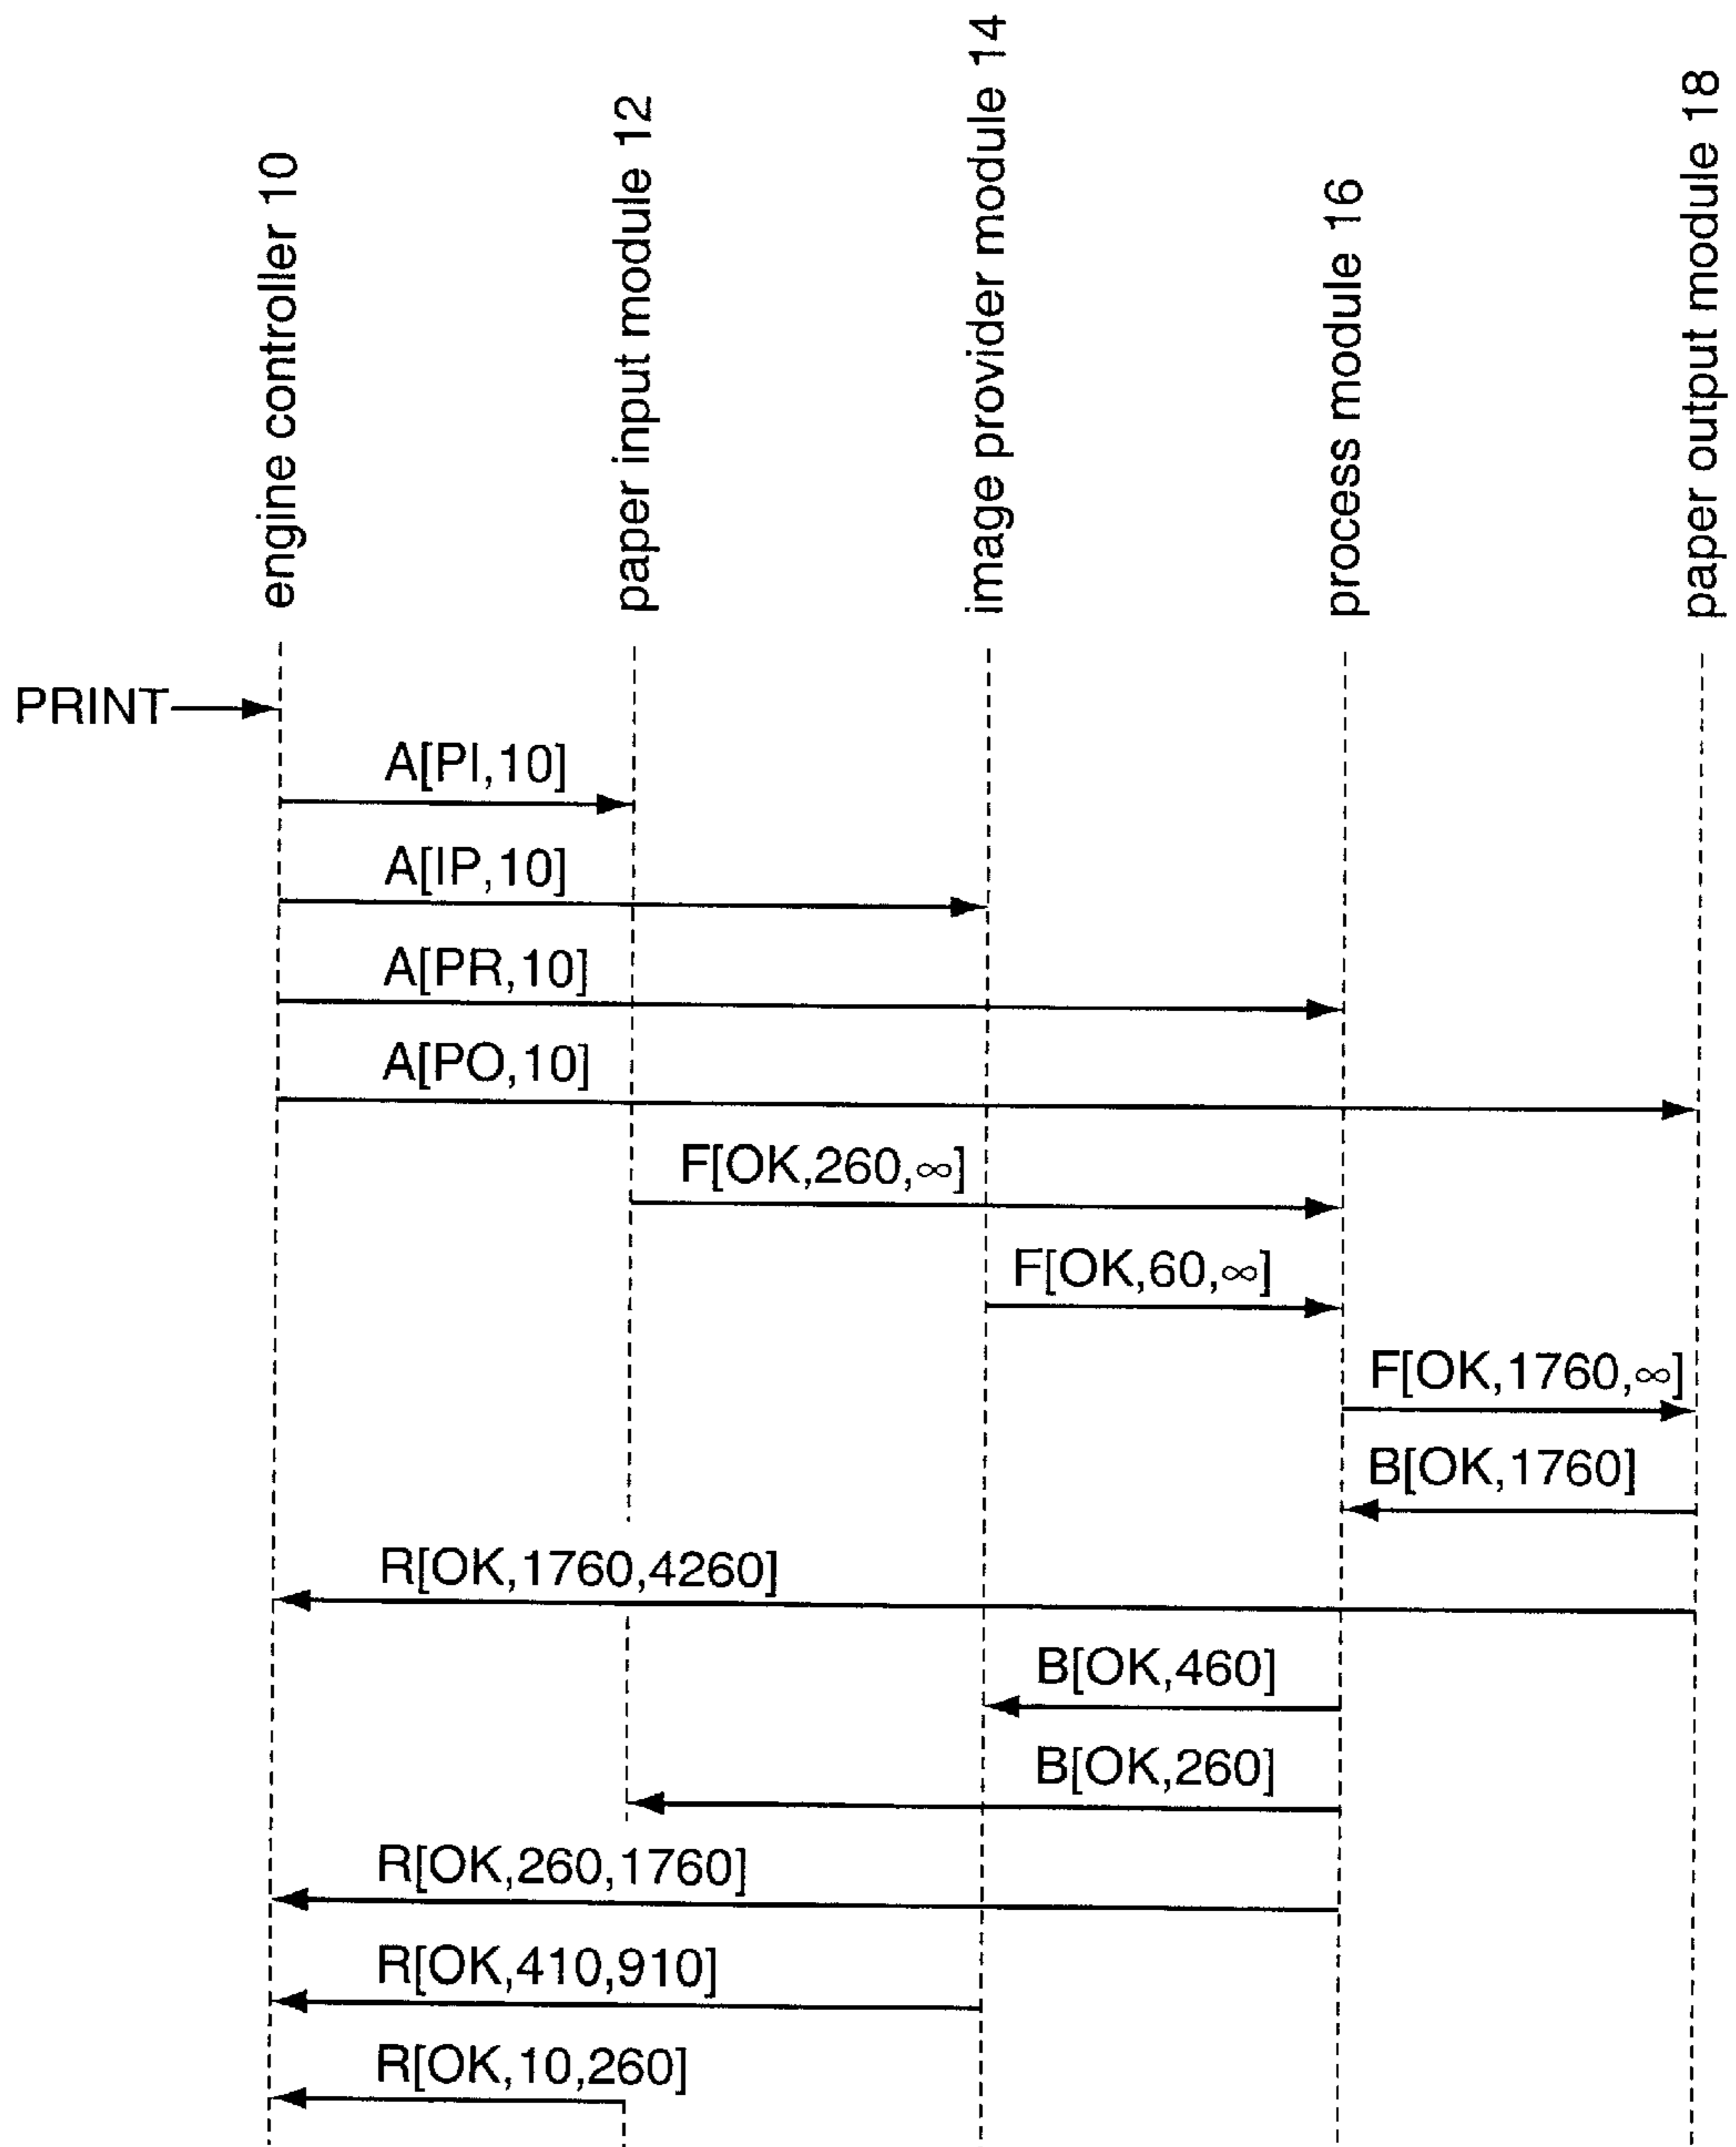 engine controller 10
paper input module 12
image provider module 14
process module 16
paper output module 18
PRINT
A[PI,10]
A[IP,10]
A[PR,10]
A[PO,10]
F[OK,260,∞]
F[OK,60,∞]
F[OK,1760,∞]
B[OK,1760]
R[OK,1760,4260]
B[OK,460]
B[OK,260]
R[OK,260,1760]
R[OK,410,910]
R[OK,10,260]